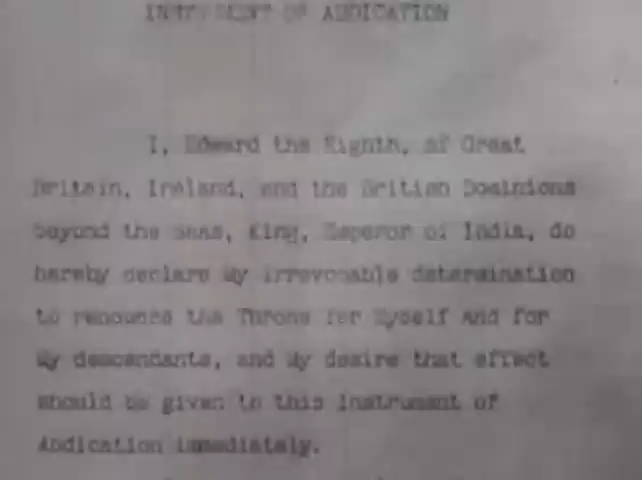 INSTRUMENT OF ABDICATION
I, Edward the Eighth, of Great
Britain, Ireland, and the British Dominions
beyond the Seas, King, Emperor of India, do
hereby declare My irrevocable determination
to renounce the Throne for Myself and for
My descendants, and My desire that effect
should be given to this Instrument of
Abdication immediately.